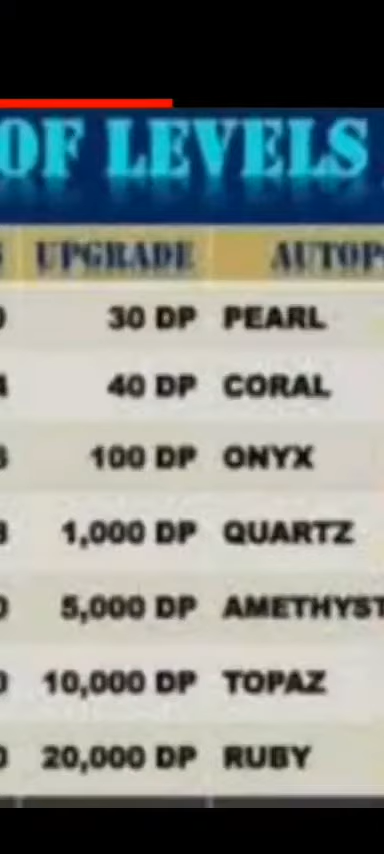 OF LEVELS
UPGRADE AUTOP
30 DP PEARL
40 DP CORAL
100 DP ONYX
1,000 DP QUARTZ
5,000 DP AMETHYST
10,000 DP TOPAZ
20,000 DP RUBY